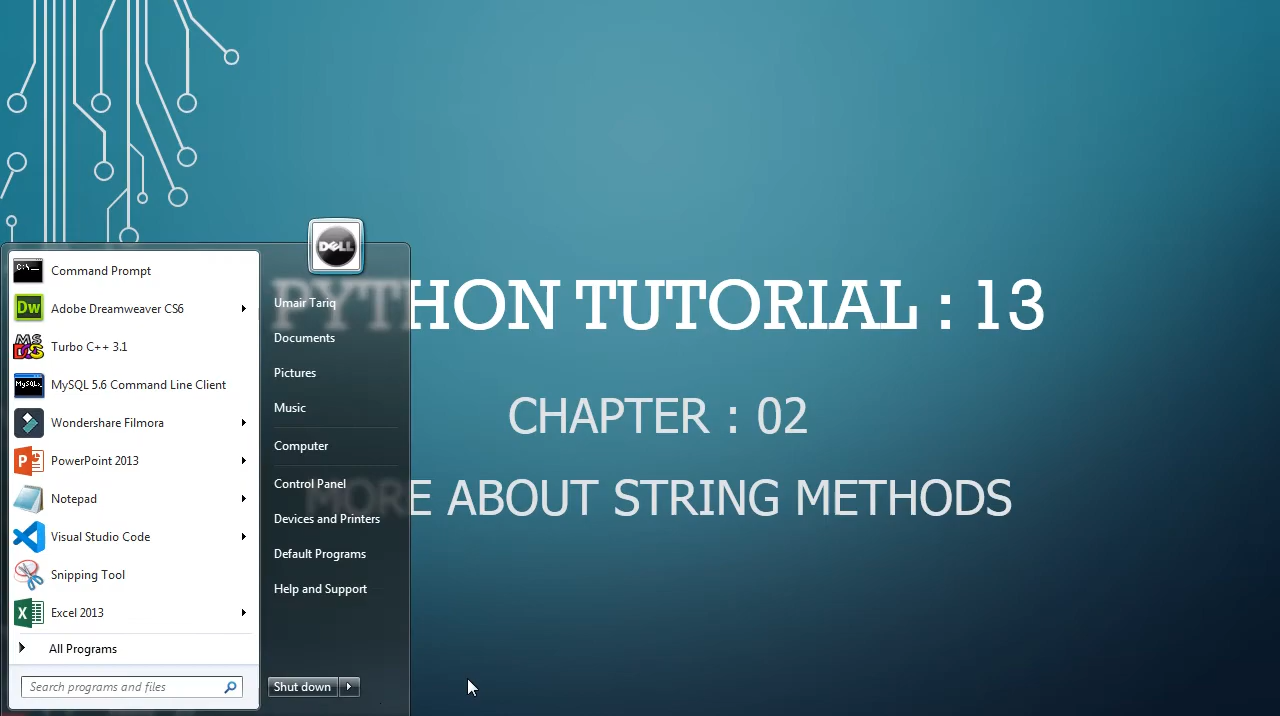 DELL
PYTHON TUTORIAL : 13
CHAPTER : 02
MORE ABOUT STRING METHODS
Command Prompt
Adobe Dreamweaver CS6
Turbo C++ 3.1
MySQL 5.6 Command Line Client
Wondershare Filmora
PowerPoint 2013
Notepad
Visual Studio Code
Snipping Tool
Excel 2013
All Programs
Search programs and files
Umair Tariq
Documents
Pictures
Music
Computer
Control Panel
Devices and Printers
Default Programs
Help and Support
Shut down